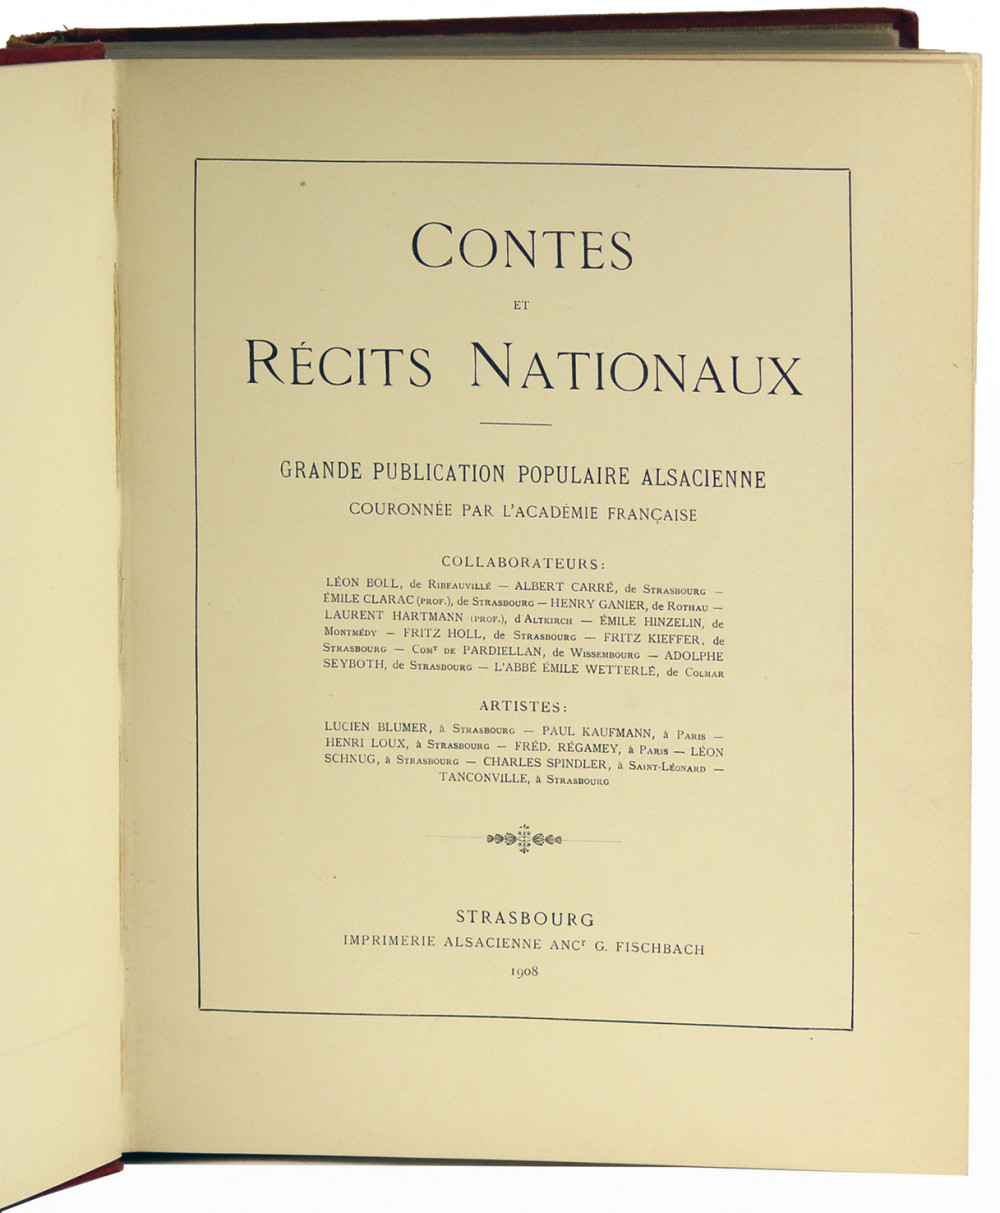 CONTES
ET
RÉCITS NATIONAUX
GRANDE PUBLICATION POPULAIRE ALSACIENNE
COURONNÉE PAR L'ACADÉMIE FRANÇAISE
COLLABORATEURS:
LÉON BOLL, de RIBEAUVILLÉ — ALBERT CARRÉ, de STRASBOURG —
ÉMILE CLARAC (PROF.), de STRASBOURG — HENRY GANIER, de ROTHAU —
LAURENT HARTMANN (PROF.), d'ALTKIRCH — ÉMILE HINZELIN, de
MONTMÉDY — FRITZ HOLL, de STRASBOURG — FRITZ KIEFFER, de
STRASBOURG — COMT DE PARDIELLAN, de WISSEMBOURG — ADOLPHE
SEYBOTH, de STRASBOURG — L'ABBÉ ÉMILE WETTERLÉ, de COLMAR
ARTISTES:
LUCIEN BLUMER, à STRASBOURG — PAUL KAUFMANN, à PARIS —
HENRI LOUX, à STRASBOURG — FRÉD. RÉGAMEY, à PARIS — LÉON
SCHNUG, à STRASBOURG — CHARLES SPINDLER, à SAINT-LÉONARD —
TANCONVILLE, à STRASBOURG
STRASBOURG
IMPRIMERIE ALSACIENNE ANCr G. FISCHBACH
1908